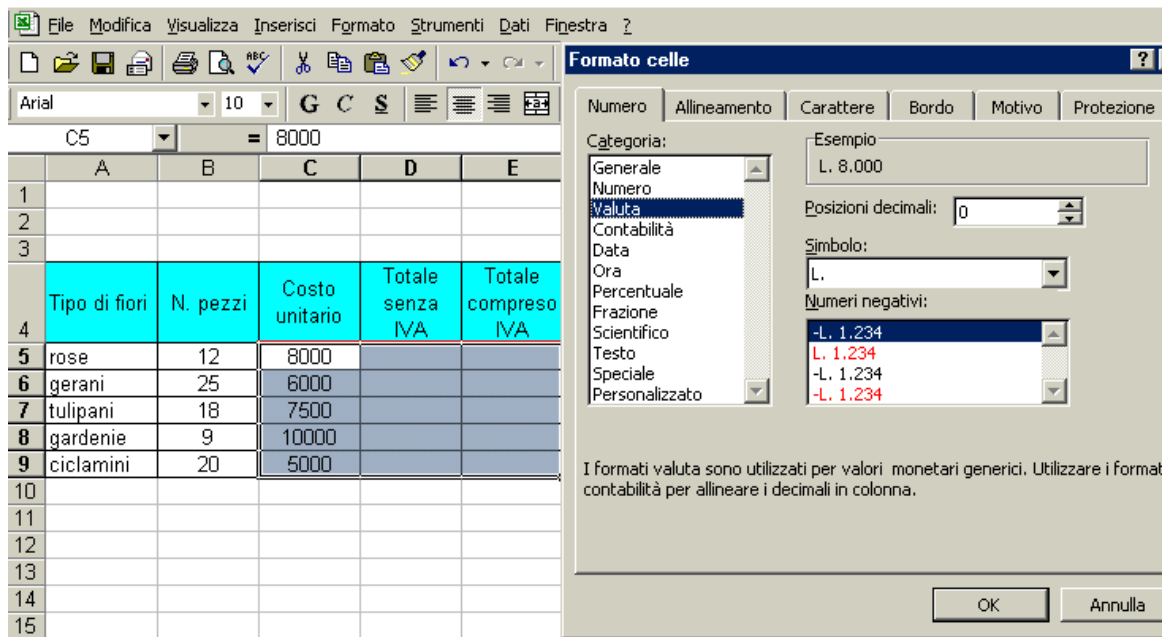 File Modifica Visualizza Inserisci Formato Strumenti Dati Finestra ?
ABC
Arial 10 G C S
C5 = 8000
A B C D E
1
2
3
4 Tipo di fiori N. pezzi Costo unitario Totale senza IVA Totale compreso IVA
5 rose 12 8000
6 gerani 25 6000
7 tulipani 18 7500
8 gardenie 9 10000
9 ciclamini 20 5000
10
11
12
13
14
15
Formato celle ?
Numero Allineamento Carattere Bordo Motivo Protezione
Categoria:
Generale
Numero
Valuta
Contabilità
Data
Ora
Percentuale
Frazione
Scientifico
Testo
Speciale
Personalizzato
Esempio
L. 8.000
Posizioni decimali: 0
Simbolo:
L.
Numeri negativi:
-L. 1.234
L. 1.234
-L. 1.234
-L. 1.234
I formati valuta sono utilizzati per valori monetari generici. Utilizzare i format
contabilità per allineare i decimali in colonna.
OK Annulla